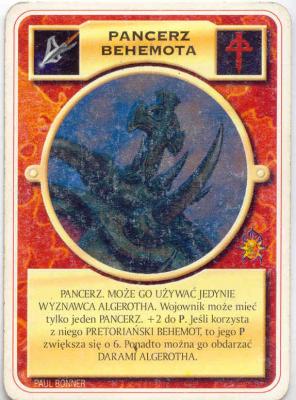 PANCERZ
BEHEMOTA
PANCERZ. MOŻE GO UŻYWAĆ JEDYNIE
WYZNAWCA ALGEROTHA. Wojownik może mieć
tylko jeden PANCERZ. +2 do P. Jeśli korzysta
z niego PRETORIAŃSKI BEHEMOT, to jego P
zwiększa się o 6. Ponadto można go obdarzać
DARAMI ALGEROTHA.
PAUL BONNER